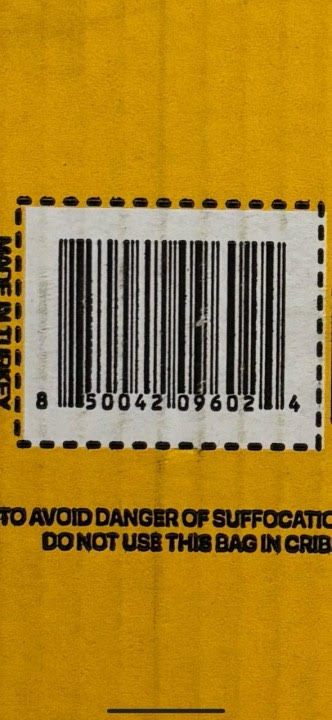 MADE IN TURKEY
8 50042 09602 4
TO AVOID DANGER OF SUFFOCATIO
DO NOT USE THIS BAG IN CRIB